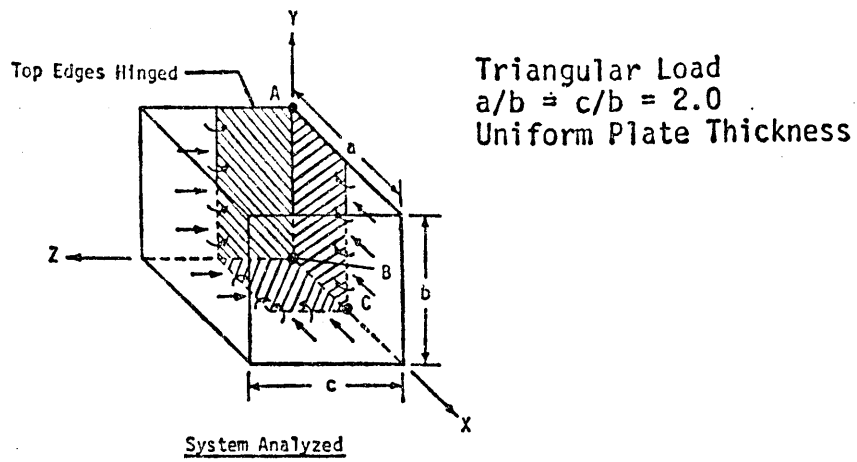 Y
Top Edges Hinged
A
a
Triangular Load
a/b = c/b = 2.0
Uniform Plate Thickness
Z
B
b
C
c
X
System Analyzed